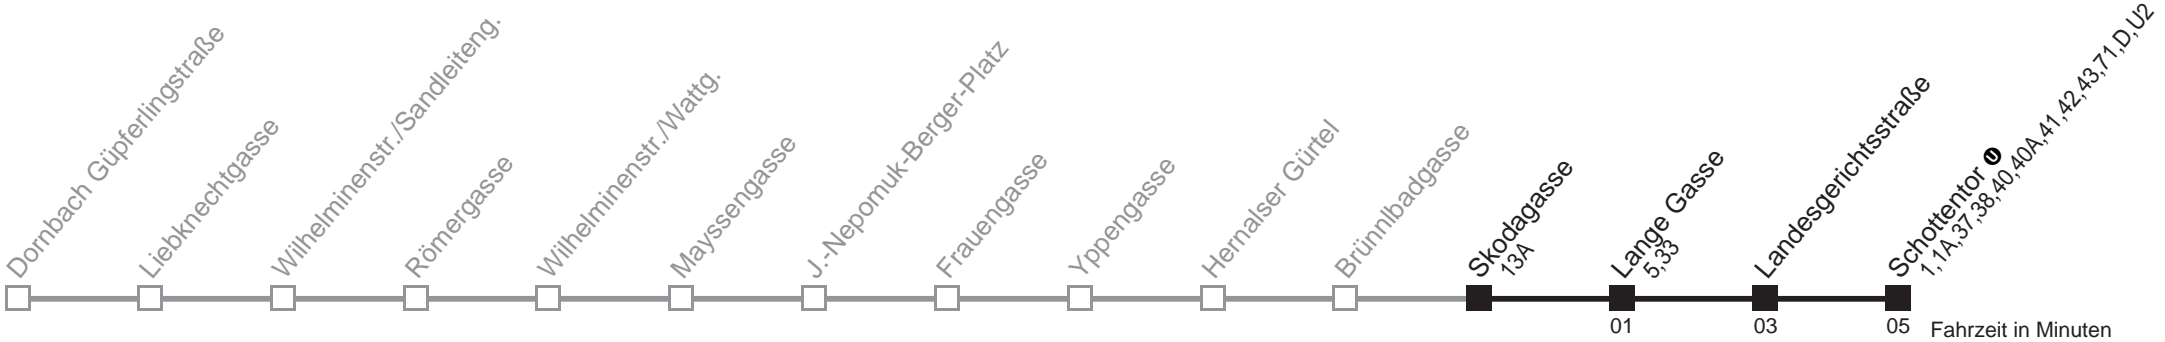 Dornbach Güpferlingstraße
Liebknechtgasse
Wilhelminenstr./Sandleiteng.
Römergasse
Wilhelminenstr./Wattg.
Mayssengasse
J.-Nepomuk-Berger-Platz
Frauengasse
Yppengasse
Hernalser Gürtel
Brünnlbadgasse
Skodagasse
13A
Lange Gasse
5,33
Landesgerichtsstraße
Schottentor U
1,1A,37,38,40,40A,41,42,43,71,D,U2
01
03
05
Fahrzeit in Minuten